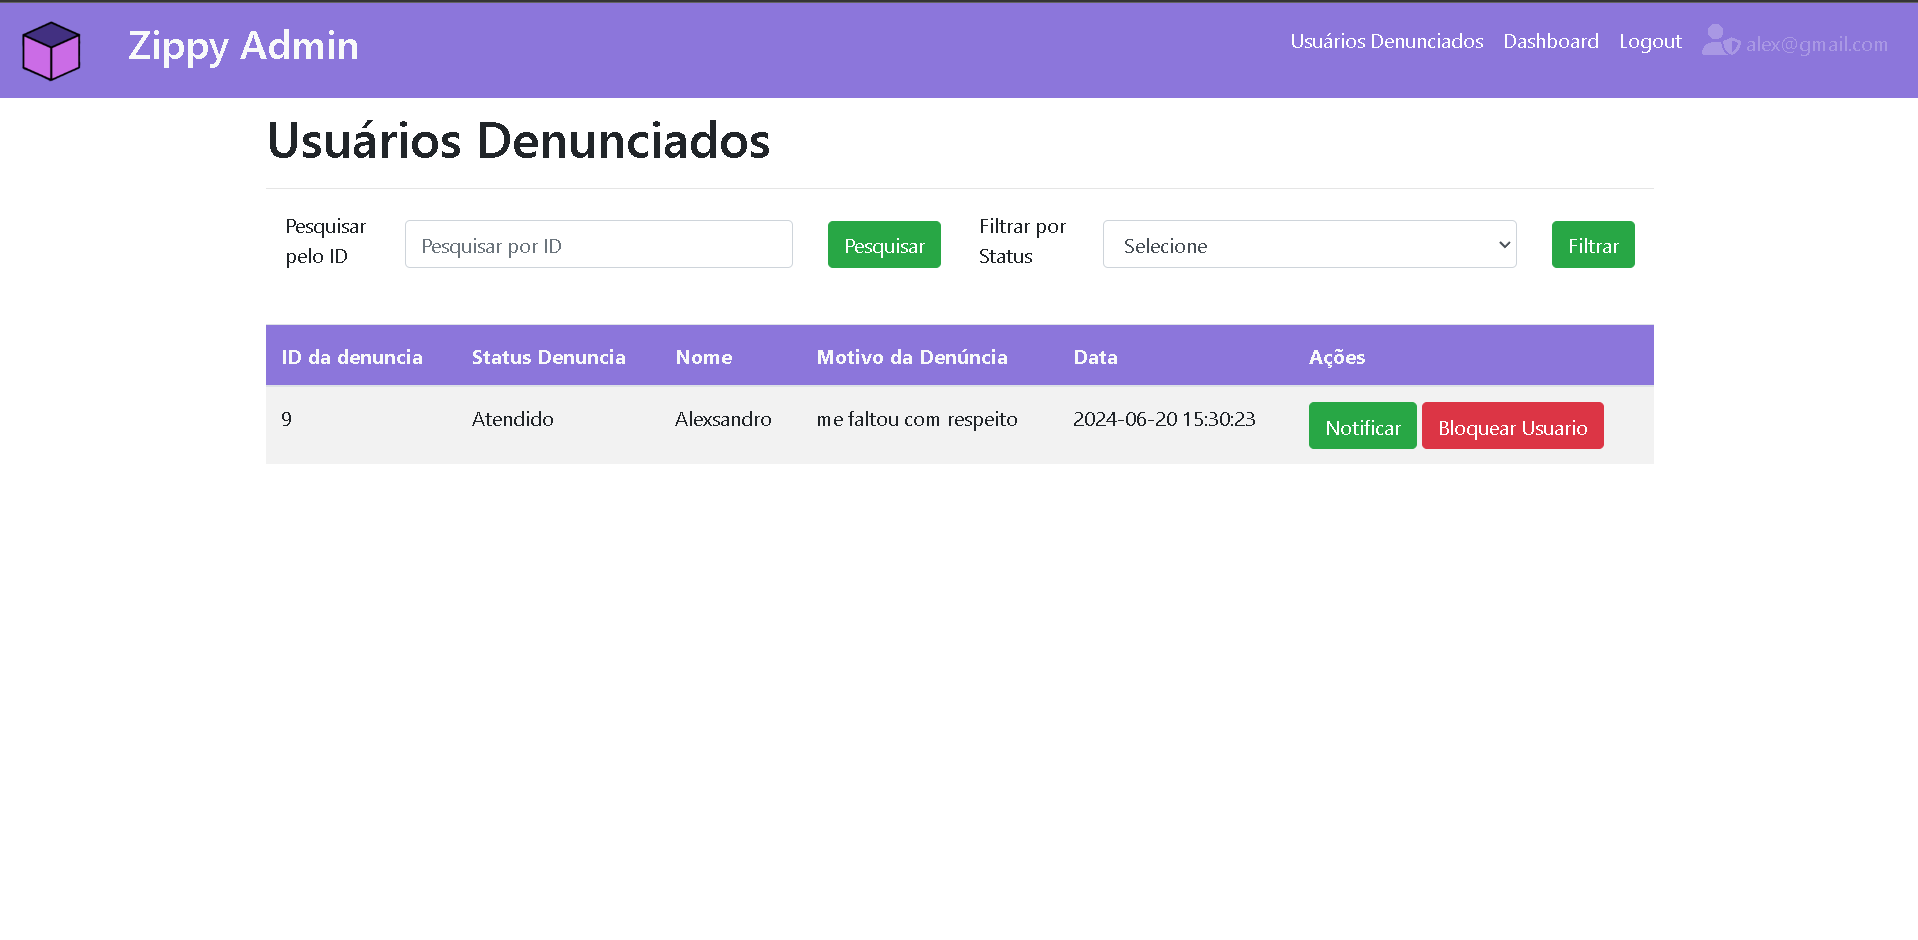 Zippy Admin
Usuários Denunciados Dashboard Logout alex@gmail.com
Usuários Denunciados
Pesquisar
pelo ID
Pesquisar por ID
Pesquisar
Filtrar por
Status
Selecione
Filtrar
ID da denuncia Status Denuncia Nome Motivo da Denúncia Data Ações
9 Atendido Alexsandro me faltou com respeito 2024-06-20 15:30:23 Notificar Bloquear Usuario